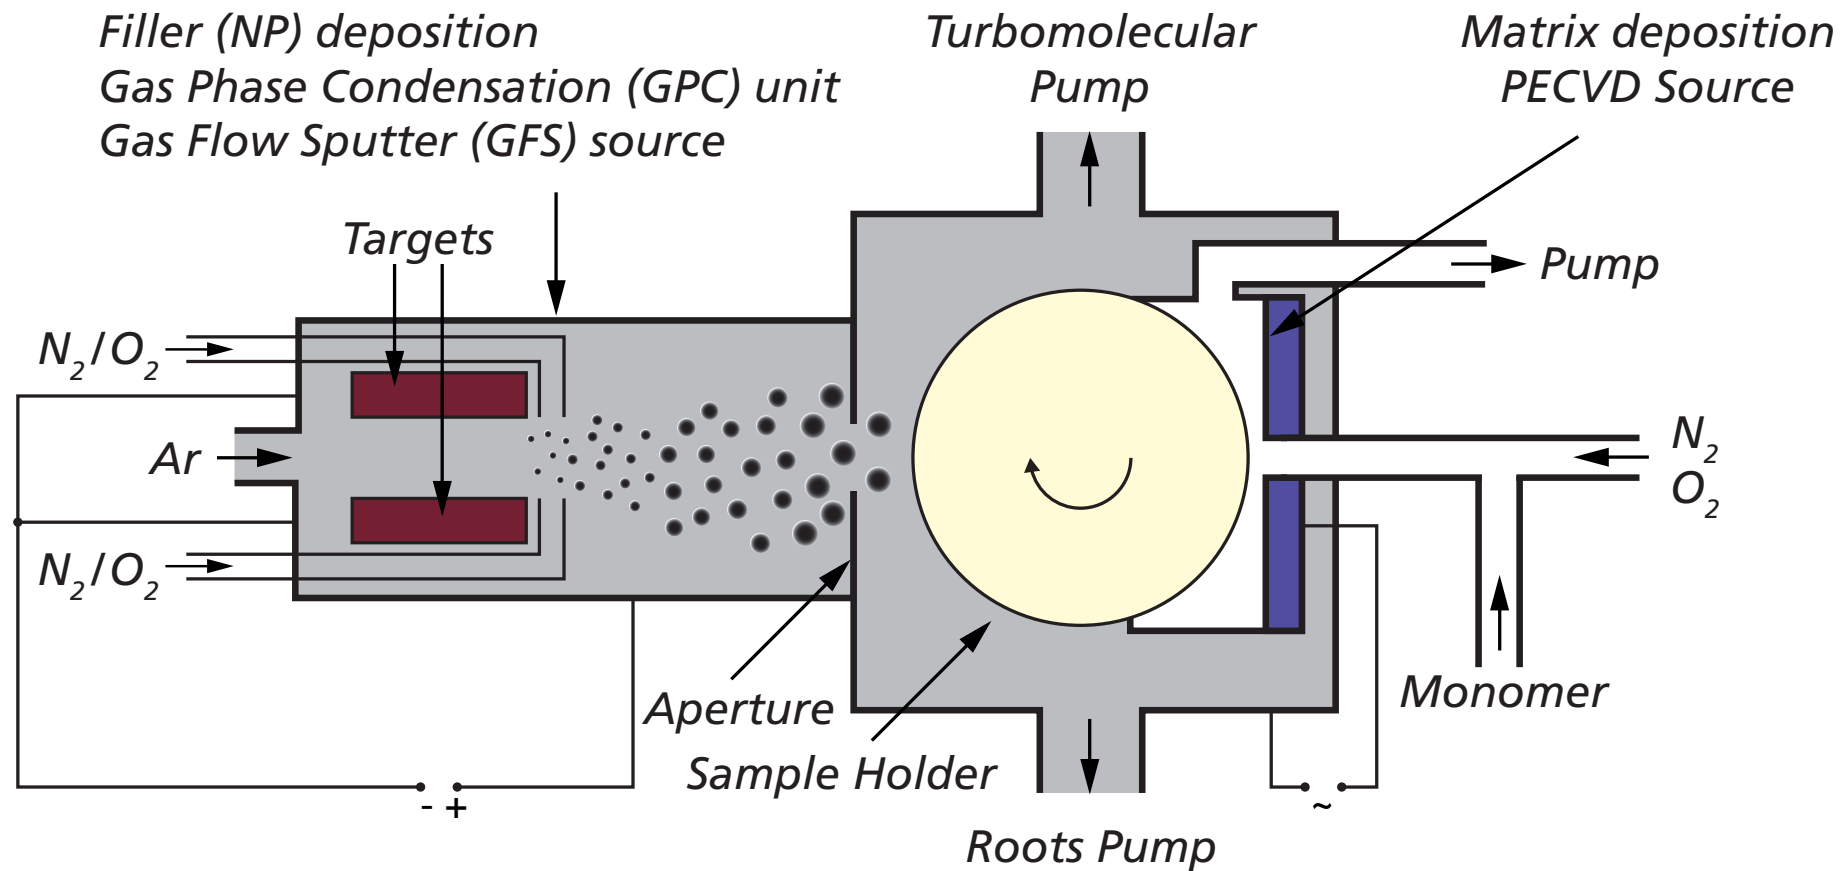 Filler (NP) deposition
Gas Phase Condensation (GPC) unit
Gas Flow Sputter (GFS) source
Turbomolecular
Pump
Matrix deposition
PECVD Source
Targets
Pump
N₂/O₂
Ar
N₂/O₂
N₂
O₂
Monomer
Aperture
Sample Holder
- +
~
Roots Pump